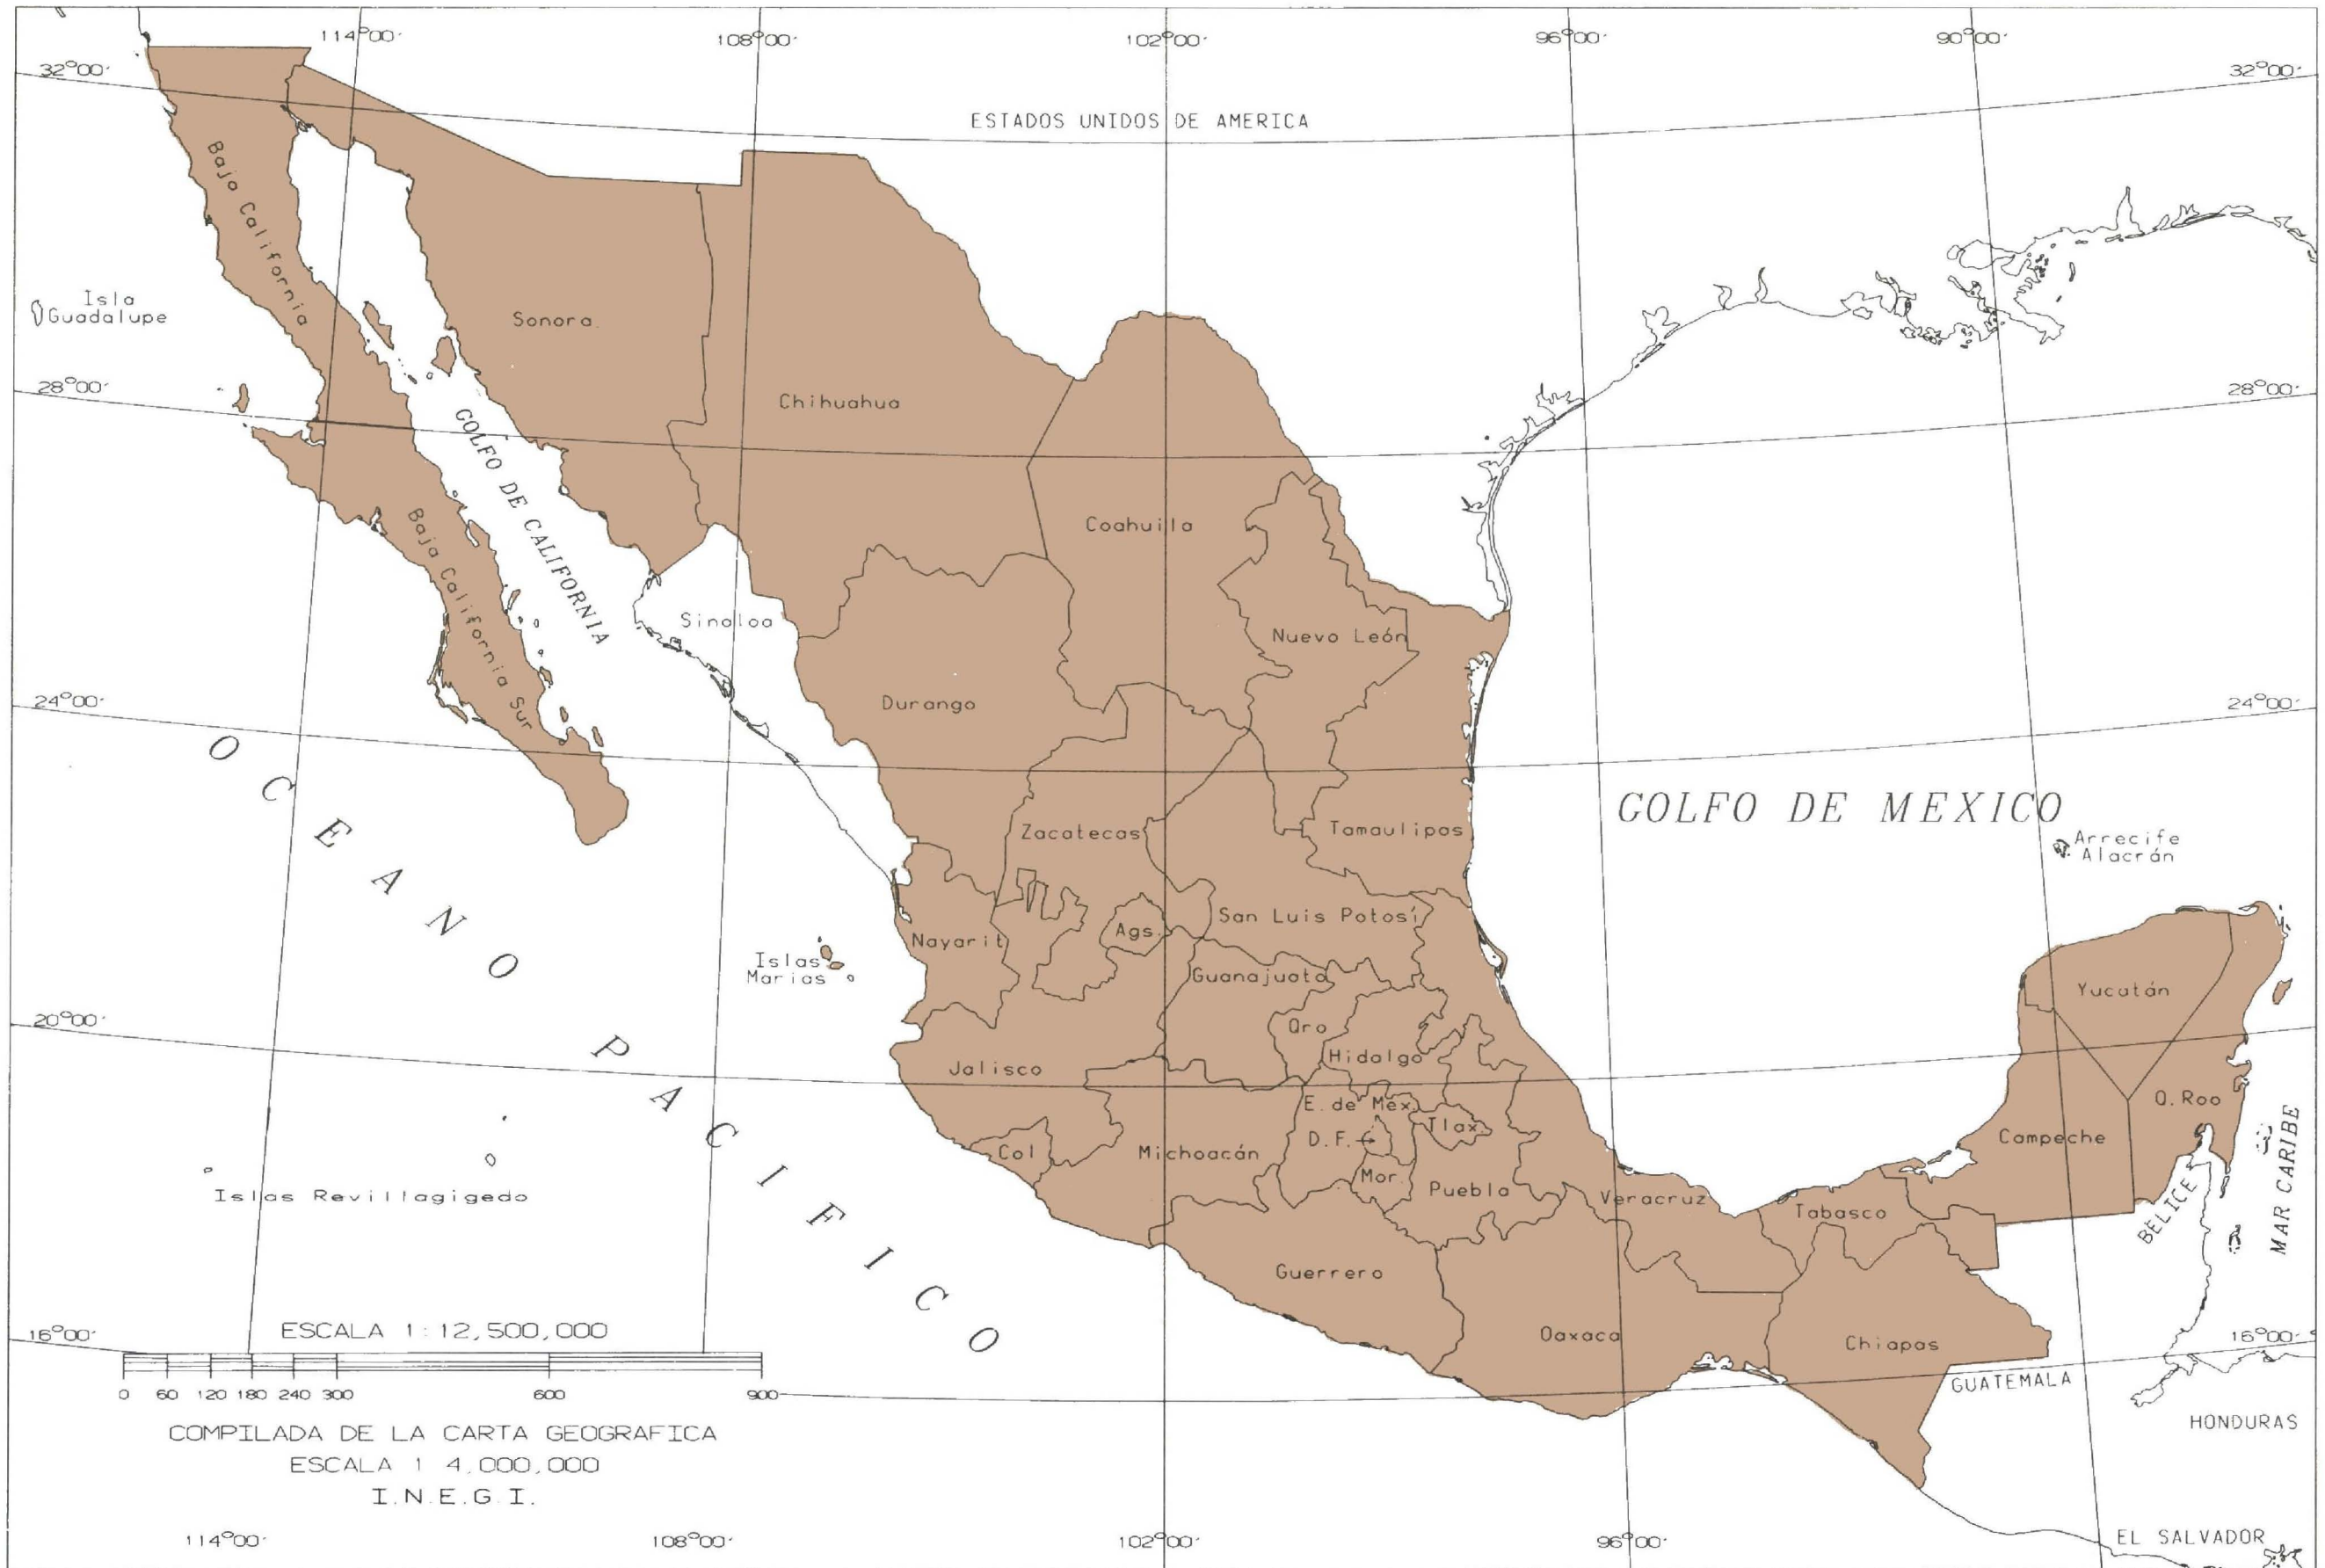 114°00'
108°00'
102°00'
96°00'
90°00'
32°00'
32°00'
ESTADOS UNIDOS DE AMERICA
Baja California
Isla
Guadalupe
Sonora
28°00'
28°00'
Chihuahua
GOLFO DE CALIFORNIA
Coahuila
Baja California Sur
Sinaloa
Nuevo León
24°00'
24°00'
Durango
OCEANO PACIFICO
GOLFO DE MEXICO
Zacatecas
Tamaulipas
Arrecife
Alacrán
San Luis Potosí
Ags.
Nayarit
Islas
Marias
Guanajuato
Yucatán
20°00'
Qro
Hidalgo
Jalisco
E. de Méx.
Q. Roo
Tlax.
D.F.
Campeche
Col
Michoacán
MAR CARIBE
Mor.
Puebla
Islas Revillagigedo
Veracruz
Tabasco
BELICE
Guerrero
ESCALA 1:12,500,000
16°00'
16°00'
Oaxaca
Chiapas
0 60 120 180 240 300 600 900
GUATEMALA
HONDURAS
COMPILADA DE LA CARTA GEOGRAFICA
ESCALA 1 4,000,000
I.N.E.G.I.
114°00'
108°00'
102°00'
96°00'
EL SALVADOR